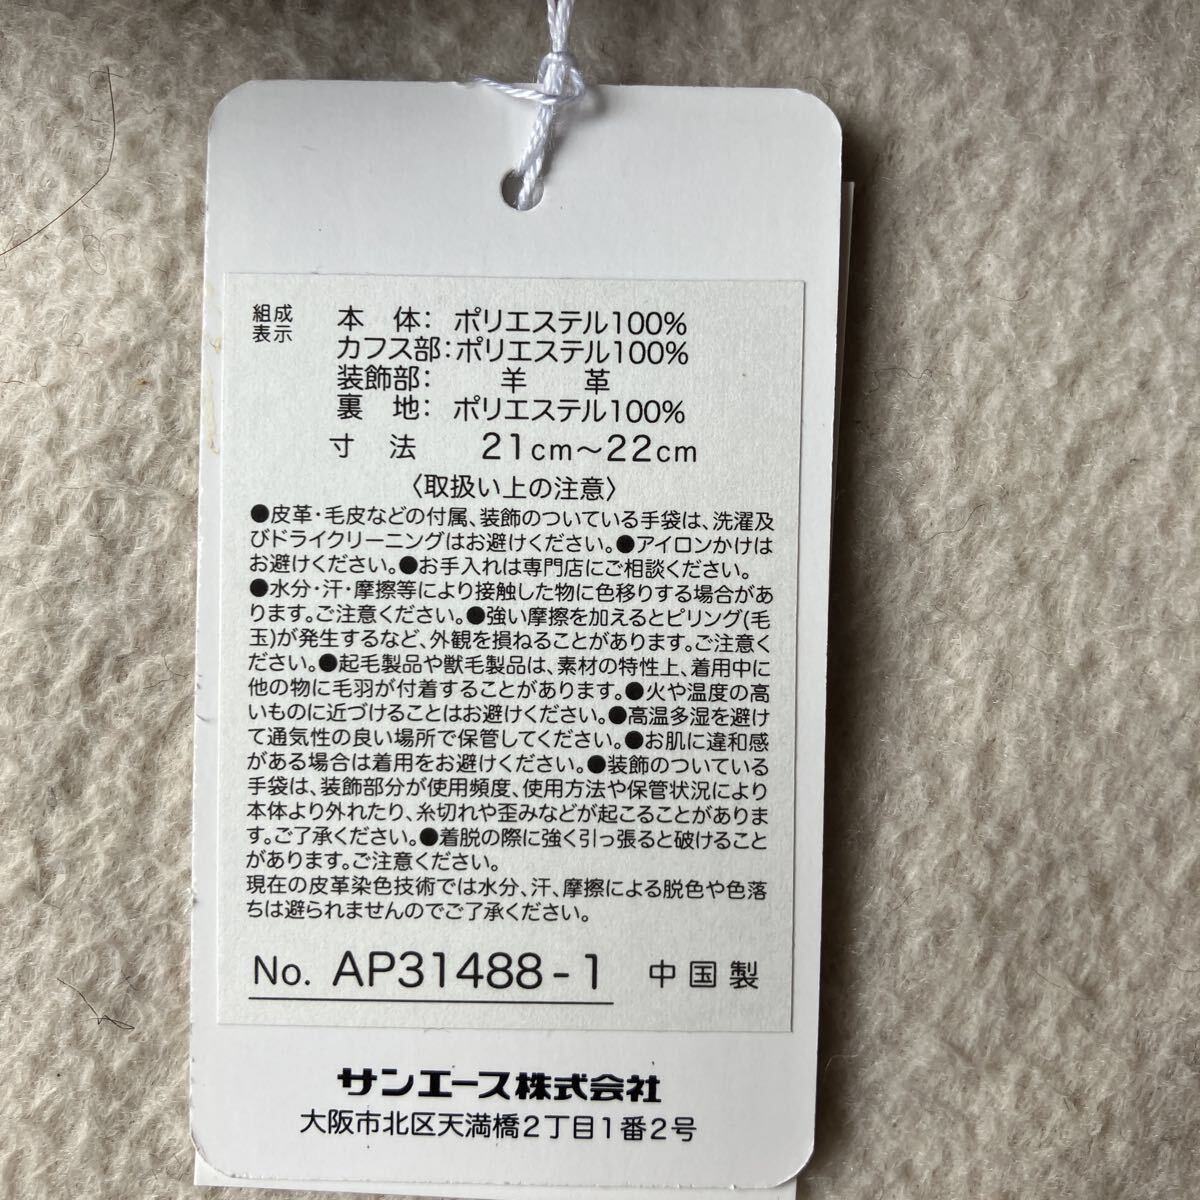 組成 表示
本　体：ポリエステル100%
カフス部：ポリエステル100%
装飾部：　羊　革
裏　地：ポリエステル100%
寸　法　21cm～22cm
〈取扱い上の注意〉
●皮革・毛皮などの付属、装飾のついている手袋は、洗濯及
びドライクリーニングはお避けください。●アイロンかけは
お避けください。●お手入れは専門店にご相談ください。
●水分・汗・摩擦等により接触した物に色移りする場合があ
ります。ご注意ください。●強い摩擦を加えるとピリング(毛
玉)が発生するなど、外観を損ねることがあります。ご注意く
ださい。●起毛製品や獣毛製品は、素材の特性上、着用中に
他の物に毛羽が付着することがあります。●火や温度の高
いものに近づけることはお避けください。●高温多湿を避け
て通気性の良い場所で保管してください。●お肌に違和感
がある場合は着用をお避けください。●装飾のついている
手袋は、装飾部分が使用頻度、使用方法や保管状況により
本体より外れたり、糸切れや歪みなどが起こることがありま
す。ご了承ください。●着脱の際に強く引っ張ると破けること
があります。ご注意ください。
現在の皮革染色技術では水分、汗、摩擦による脱色や色落
ちは避られませんのでご了承ください。
No. AP31488-1　中国製
サンエース株式会社
大阪市北区天満橋2丁目1番2号